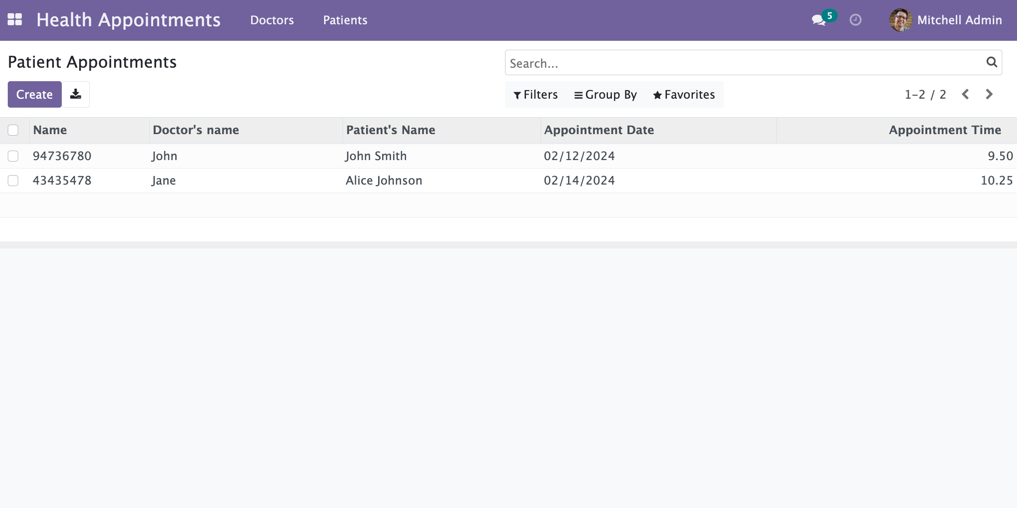 Health Appointments Doctors Patients 5 Mitchell Admin
Patient Appointments Search...
Create Filters Group By Favorites 1-2 / 2
Name Doctor's name Patient's Name Appointment Date Appointment Time
94736780 John John Smith 02/12/2024 9.50
43435478 Jane Alice Johnson 02/14/2024 10.25